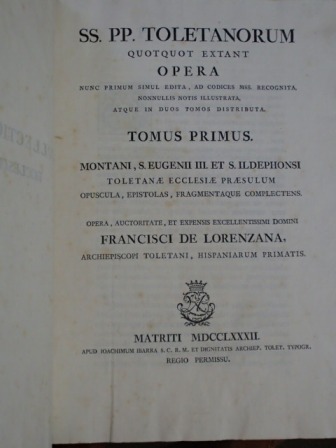 SS. PP. TOLETANORUM
QUOTQUOT EXTANT
OPERA
NUNC PRIMUM SIMUL EDITA, AD CODICES MSS. RECOGNITA,
NONNULLIS NOTIS ILLUSTRATA,
ATQUE IN DUOS TOMOS DISTRIBUTA.
TOMUS PRIMUS.
MONTANI, S. EUGENII III. ET S. ILDEPHONSI
TOLETANÆ ECCLESIÆ PRÆSULUM
OPUSCULA, EPISTOLAS, FRAGMENTAQUE COMPLECTENS.
OPERA, AUCTORITATE, ET EXPENSIS EXCELLENTISSIMI DOMINI
FRANCISCI DE LORENZANA,
ARCHIEPISCOPI TOLETANI, HISPANIARUM PRIMATIS.
MATRITI MDCCLXXXII.
APUD IOACHIMUM IBARRA S. C. R. M. ET DIGNITATIS ARCHIEP. TOLET. TYPOGR.
REGIO PERMISSU.